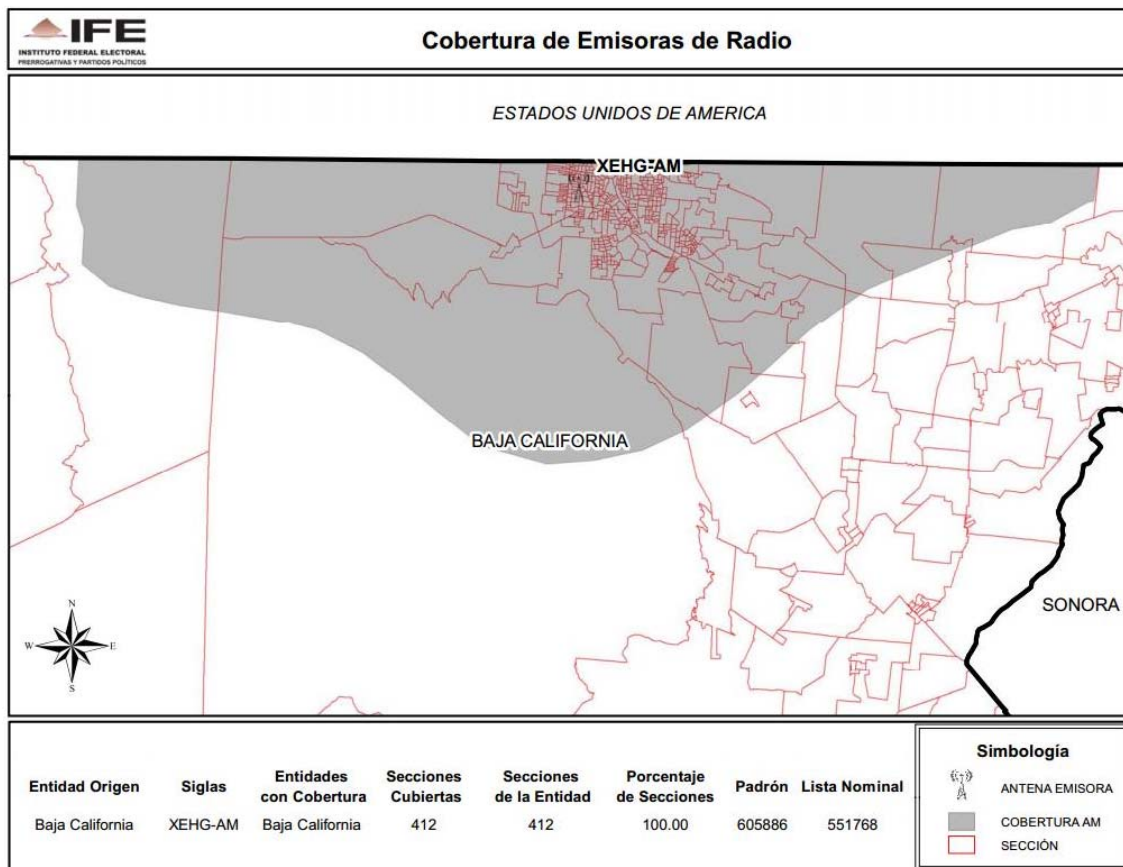 IFE
INSTITUTO FEDERAL ELECTORAL
PRERROGATIVAS Y PARTIDOS POLÍTICOS
Cobertura de Emisoras de Radio
ESTADOS UNIDOS DE AMERICA
XEHG-AM
BAJA CALIFORNIA
SONORA
N
W
E
S
Entidad Origen Siglas Entidades con Cobertura Secciones Cubiertas Secciones de la Entidad Porcentaje de Secciones Padrón Lista Nominal
Baja California XEHG-AM Baja California 412 412 100.00 605886 551768
Simbología
ANTENA EMISORA
COBERTURA AM
SECCIÓN